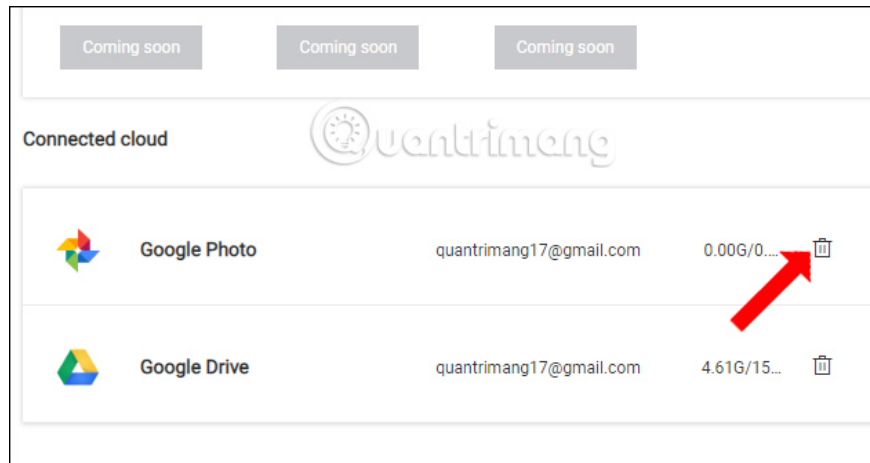 Coming soon Coming soon Coming soon
Connected cloud
Quantrimang
Google Photo quantrimang17@gmail.com 0.00G/0....
Google Drive quantrimang17@gmail.com 4.61G/15...